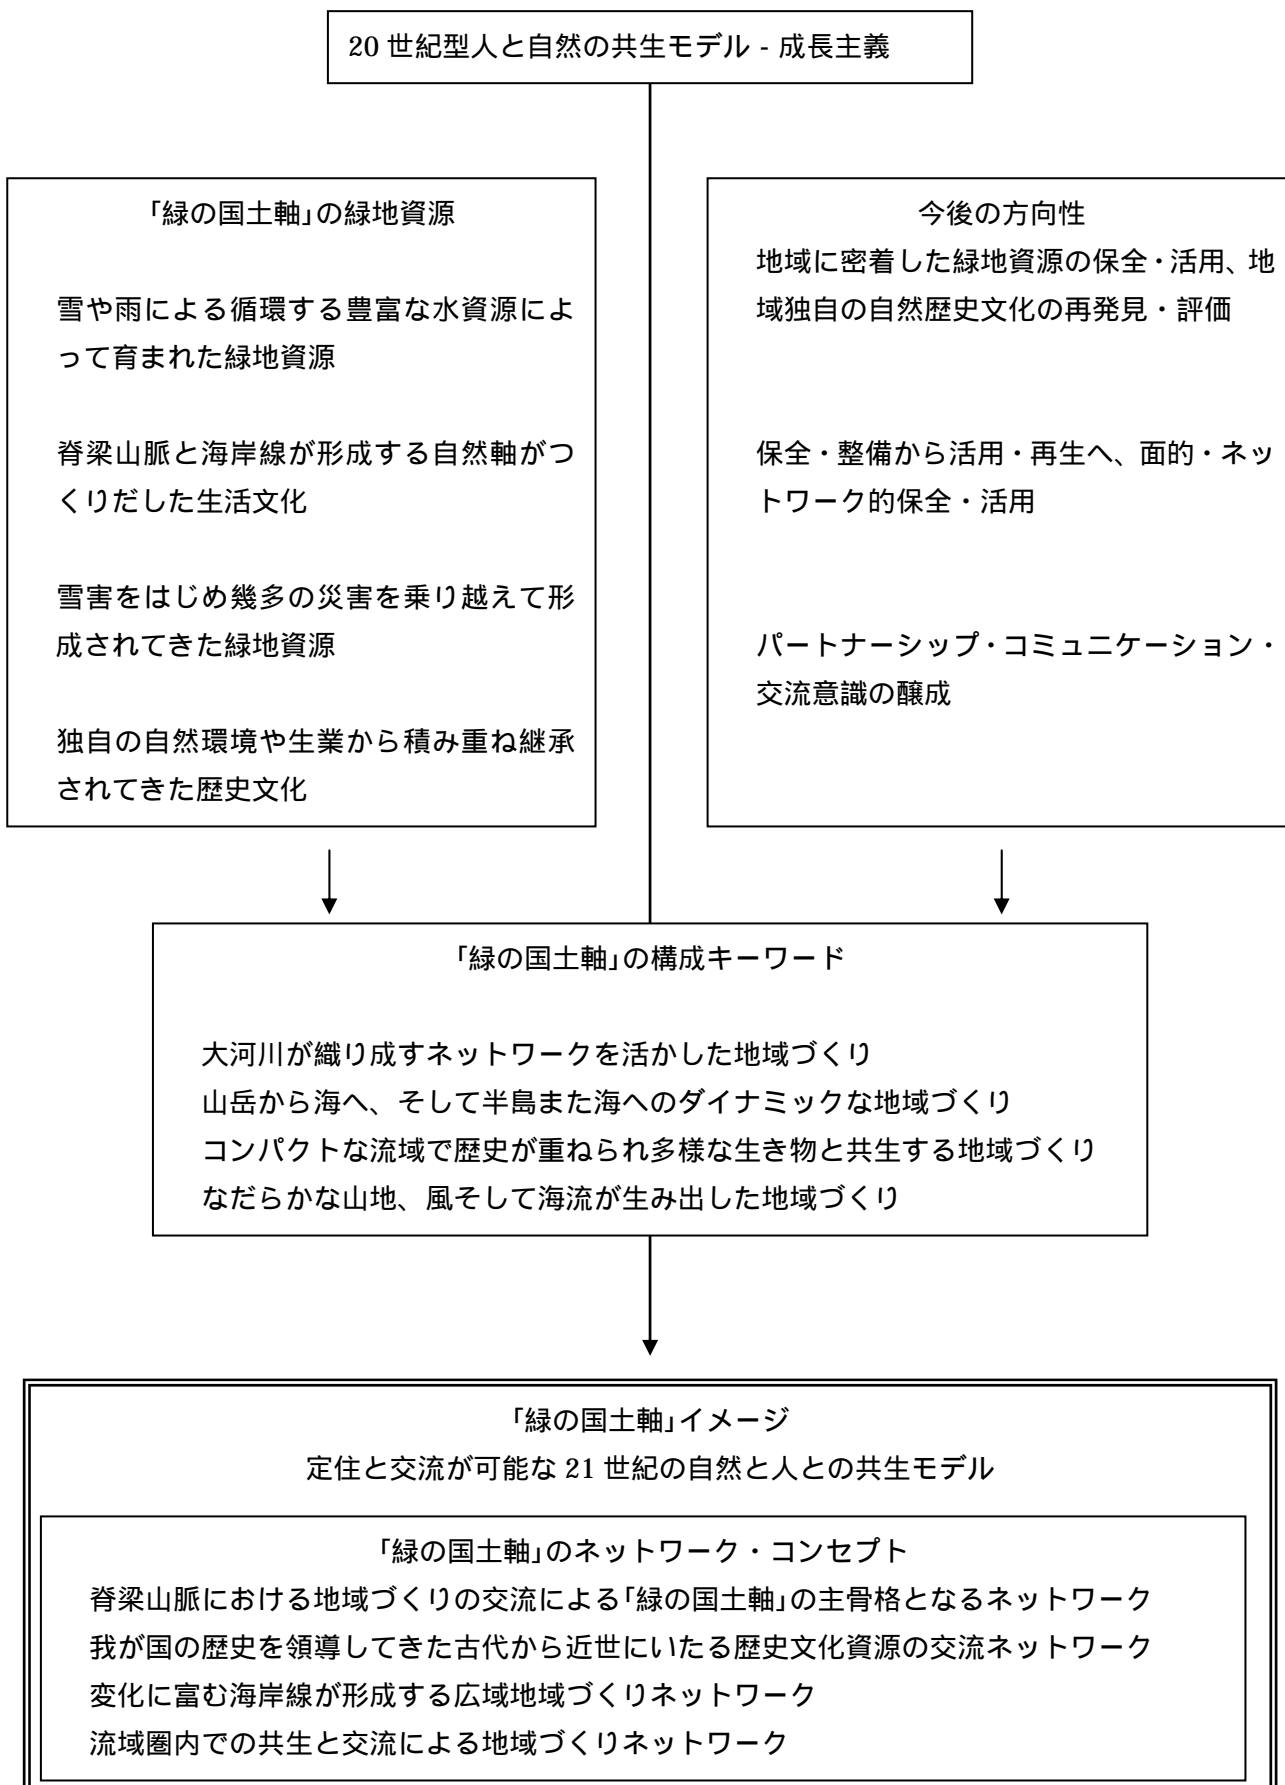 20 世紀型人と自然の共生モデル - 成長主義
「緑の国土軸」の緑地資源
雪や雨による循環する豊富な水資源によ
って育まれた緑地資源
脊梁山脈と海岸線が形成する自然軸がつ
くりだした生活文化
雪害をはじめ幾多の災害を乗り越えて形
成されてきた緑地資源
独自の自然環境や生業から積み重ね継承
されてきた歴史文化
今後の方向性
地域に密着した緑地資源の保全・活用、地
域独自の自然歴史文化の再発見・評価
保全・整備から活用・再生へ、面的・ネッ
トワーク的保全・活用
パートナーシップ・コミュニケーション・
交流意識の醸成
「緑の国土軸」の構成キーワード
大河川が織り成すネットワークを活かした地域づくり
山岳から海へ、そして半島また海へのダイナミックな地域づくり
コンパクトな流域で歴史が重ねられ多様な生き物と共生する地域づくり
なだらかな山地、風そして海流が生み出した地域づくり
「緑の国土軸」イメージ
定住と交流が可能な 21 世紀の自然と人との共生モデル
「緑の国土軸」のネットワーク・コンセプト
脊梁山脈における地域づくりの交流による「緑の国土軸」の主骨格となるネットワーク
我が国の歴史を領導してきた古代から近世にいたる歴史文化資源の交流ネットワーク
変化に富む海岸線が形成する広域地域づくりネットワーク
流域圏内での共生と交流による地域づくりネットワーク